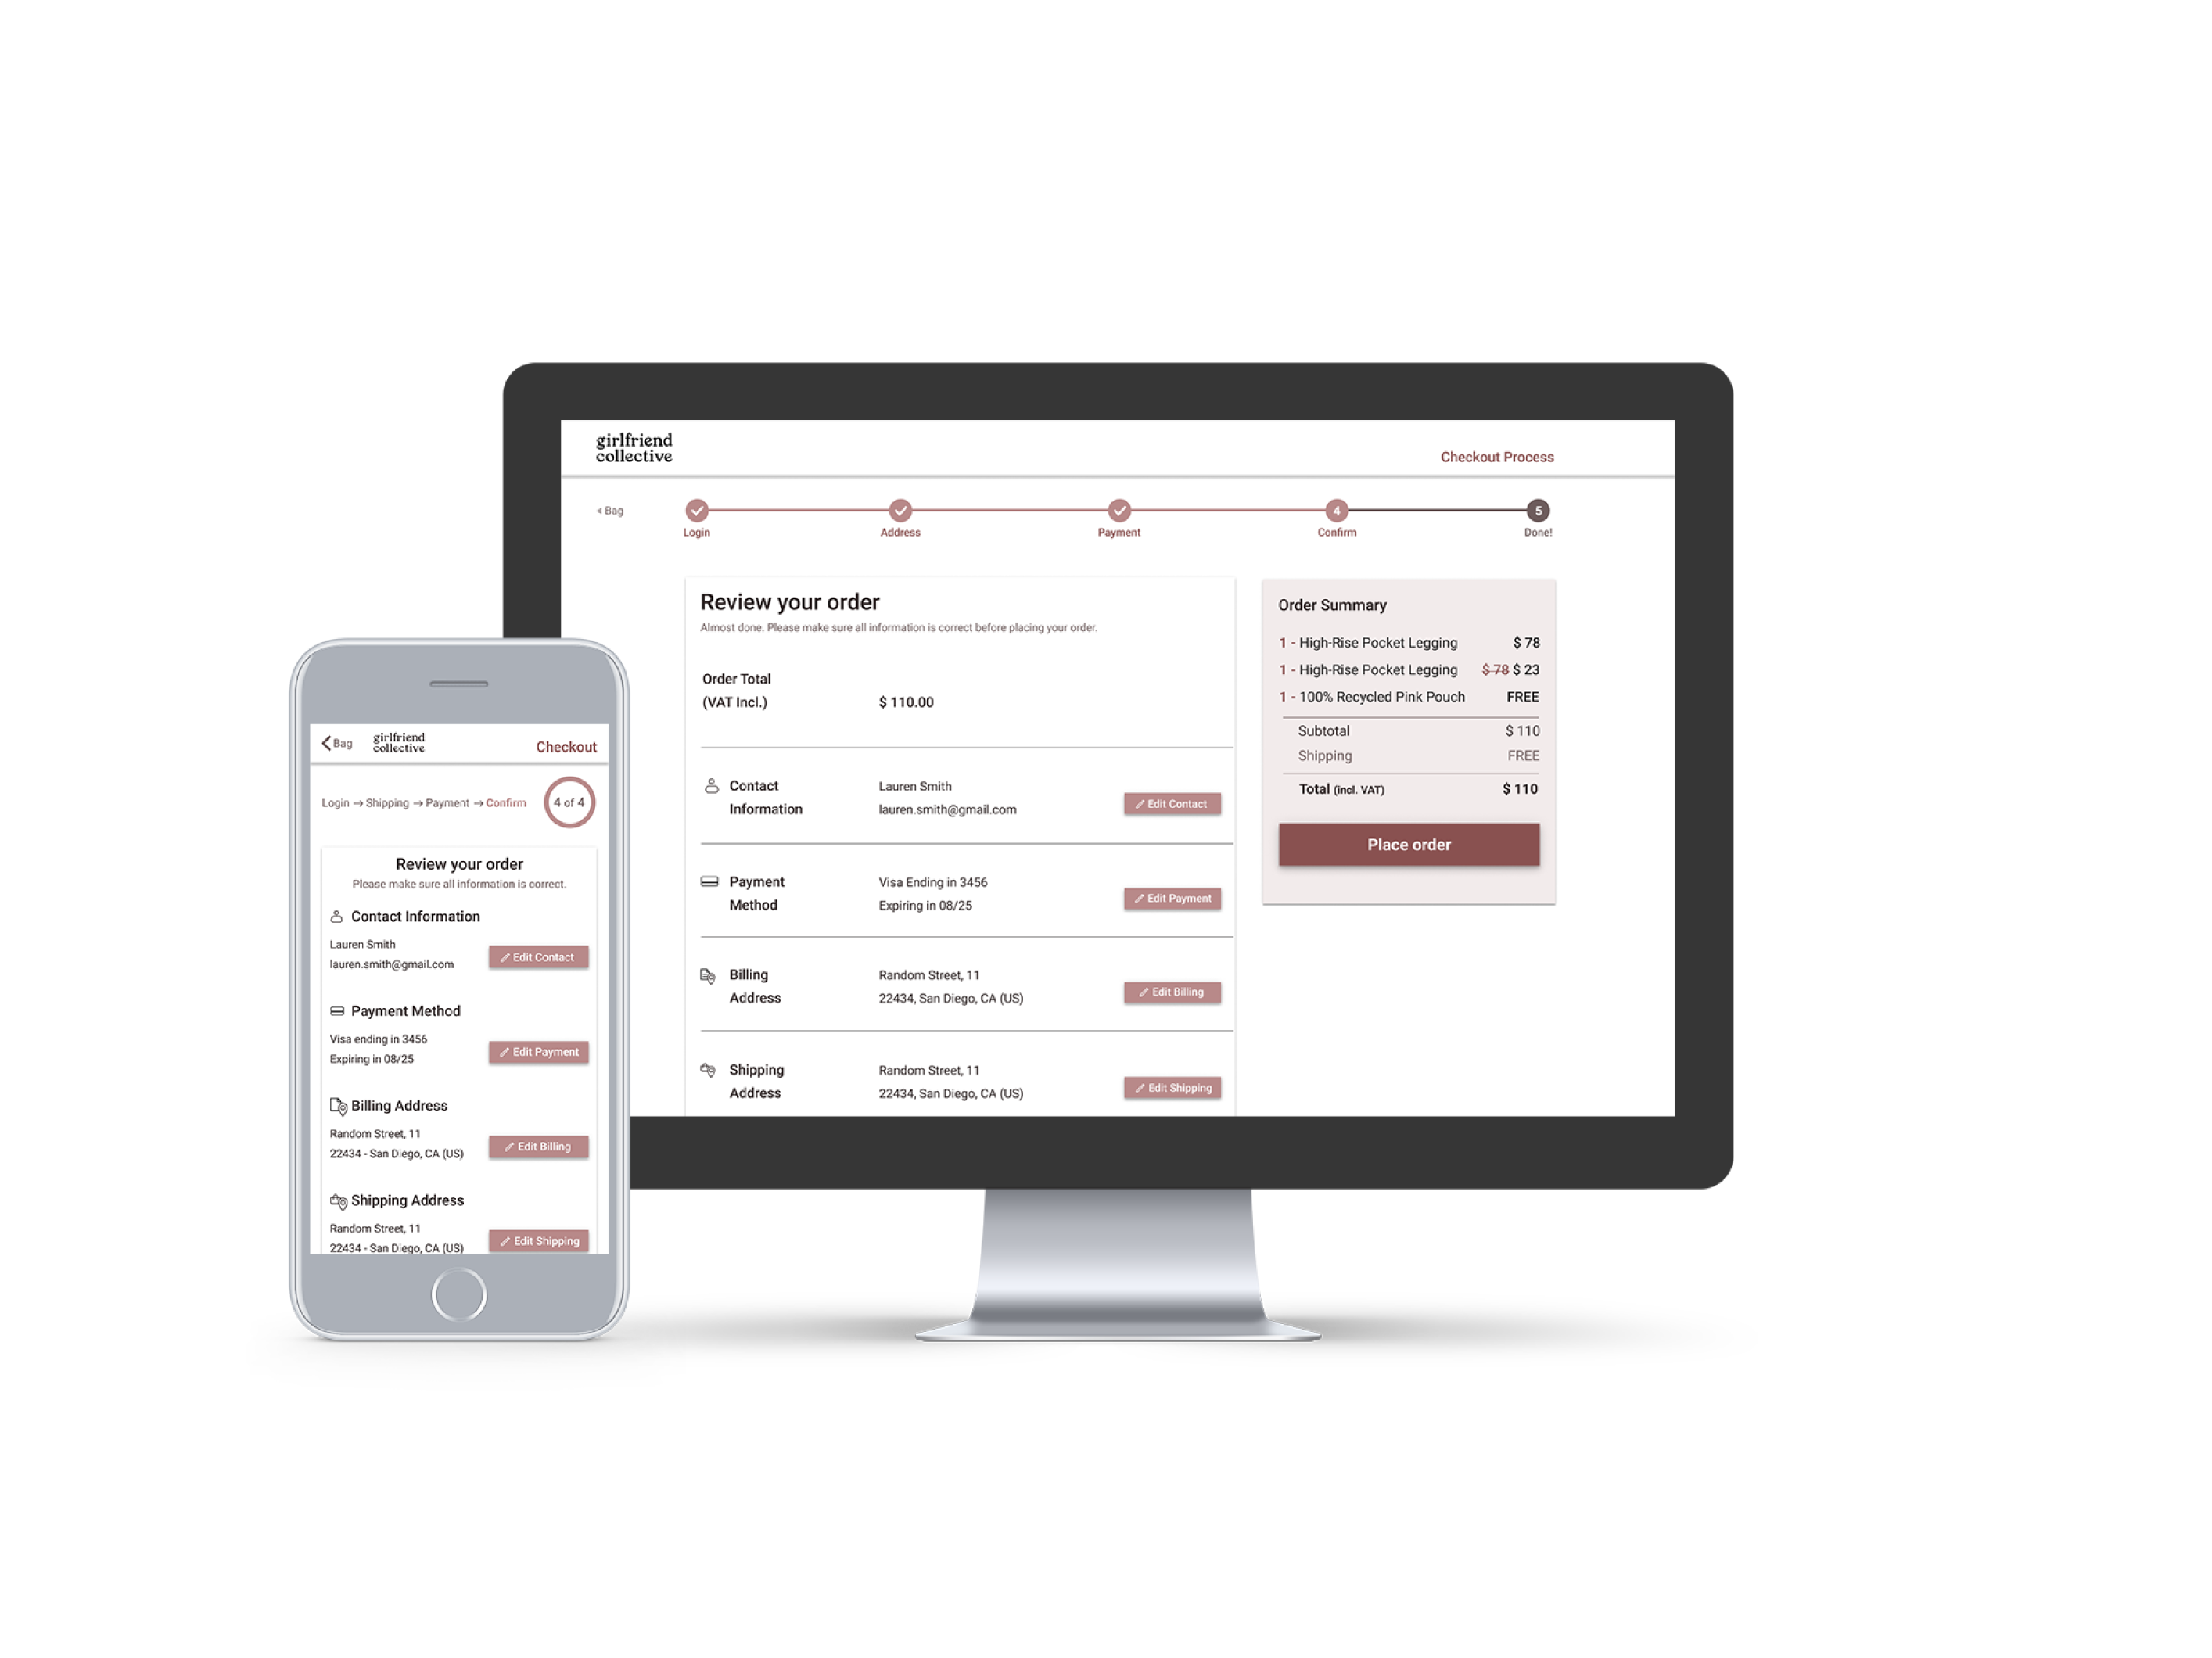 girlfriend
collective
Checkout Process
< Bag
Login
Address
Payment
4
Confirm
5
Done!
Review your order
Almost done. Please make sure all information is correct before placing your order.
Order Total
(VAT Incl.) $ 110.00
Contact
Information
Lauren Smith
lauren.smith@gmail.com
Edit Contact
Payment
Method
Visa Ending in 3456
Expiring in 08/25
Edit Payment
Billing
Address
Random Street, 11
22434, San Diego, CA (US)
Edit Billing
Shipping
Address
Random Street, 11
22434, San Diego, CA (US)
Edit Shipping
Order Summary
1 - High-Rise Pocket Legging $ 78
1 - High-Rise Pocket Legging $ 78 $ 23
1 - 100% Recycled Pink Pouch FREE
Subtotal $ 110
Shipping FREE
Total (incl. VAT) $ 110
Place order
Bag
girlfriend
collective
Checkout
Login → Shipping → Payment → Confirm
4 of 4
Review your order
Please make sure all information is correct.
Contact Information
Lauren Smith
lauren.smith@gmail.com
Edit Contact
Payment Method
Visa ending in 3456
Expiring in 08/25
Edit Payment
Billing Address
Random Street, 11
22434 - San Diego, CA (US)
Edit Billing
Shipping Address
Random Street, 11
22434 - San Diego, CA (US)
Edit Shipping